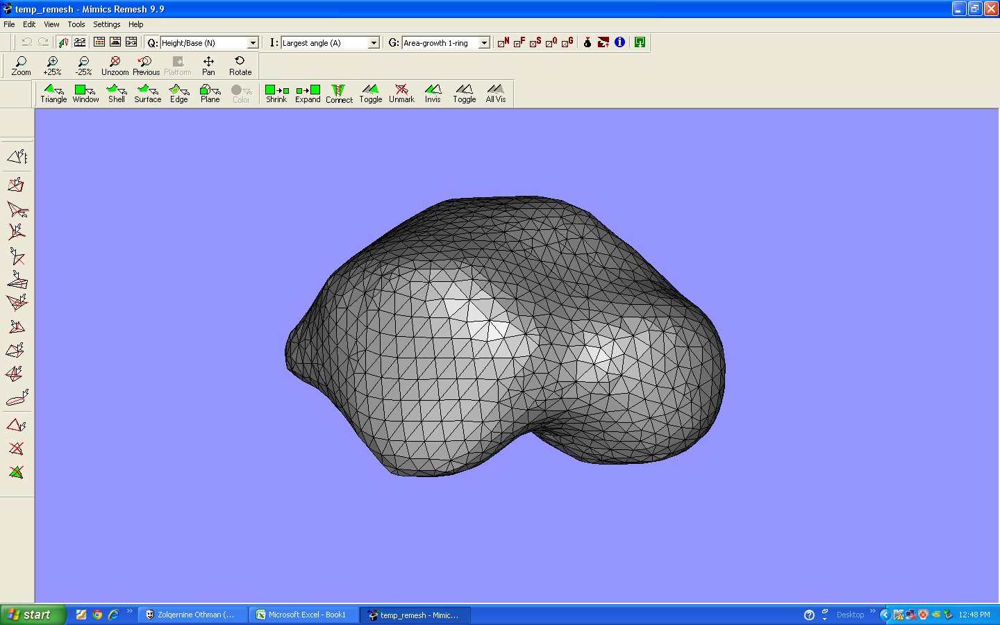 temp_remesh - Mimics Remesh 9.9
File Edit View Tools Settings Help
Q: Height/Base (N) I: Largest angle (A) G: Area-growth 1-ring N F S Q G
Zoom +25% -25% Unzoom Previous Platform Pan Rotate
Triangle Window Shell Surface Edge Plane Color Shrink Expand Connect Toggle Unmark Invis Toggle All Vis
start Zolqernine Othman (... Microsoft Excel - Book1 temp_remesh - Mimic... Desktop 12:48 PM